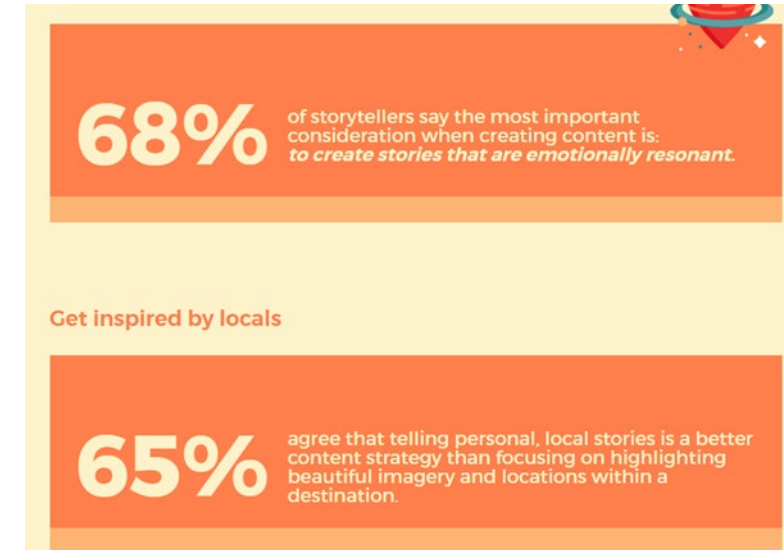 68%
of storytellers say the most important
consideration when creating content is:
to create stories that are emotionally resonant.
Get inspired by locals
65%
agree that telling personal, local stories is a better
content strategy than focusing on highlighting
beautiful imagery and locations within a
destination.